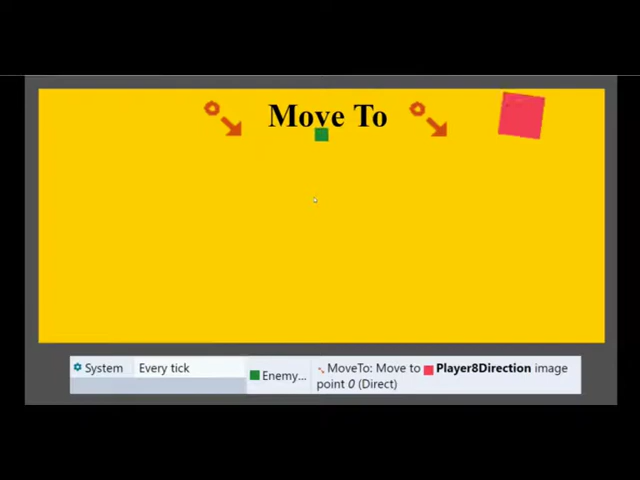 Move To
System
Every tick
Enemy...
MoveTo: Move to Player8Direction image
point 0 (Direct)